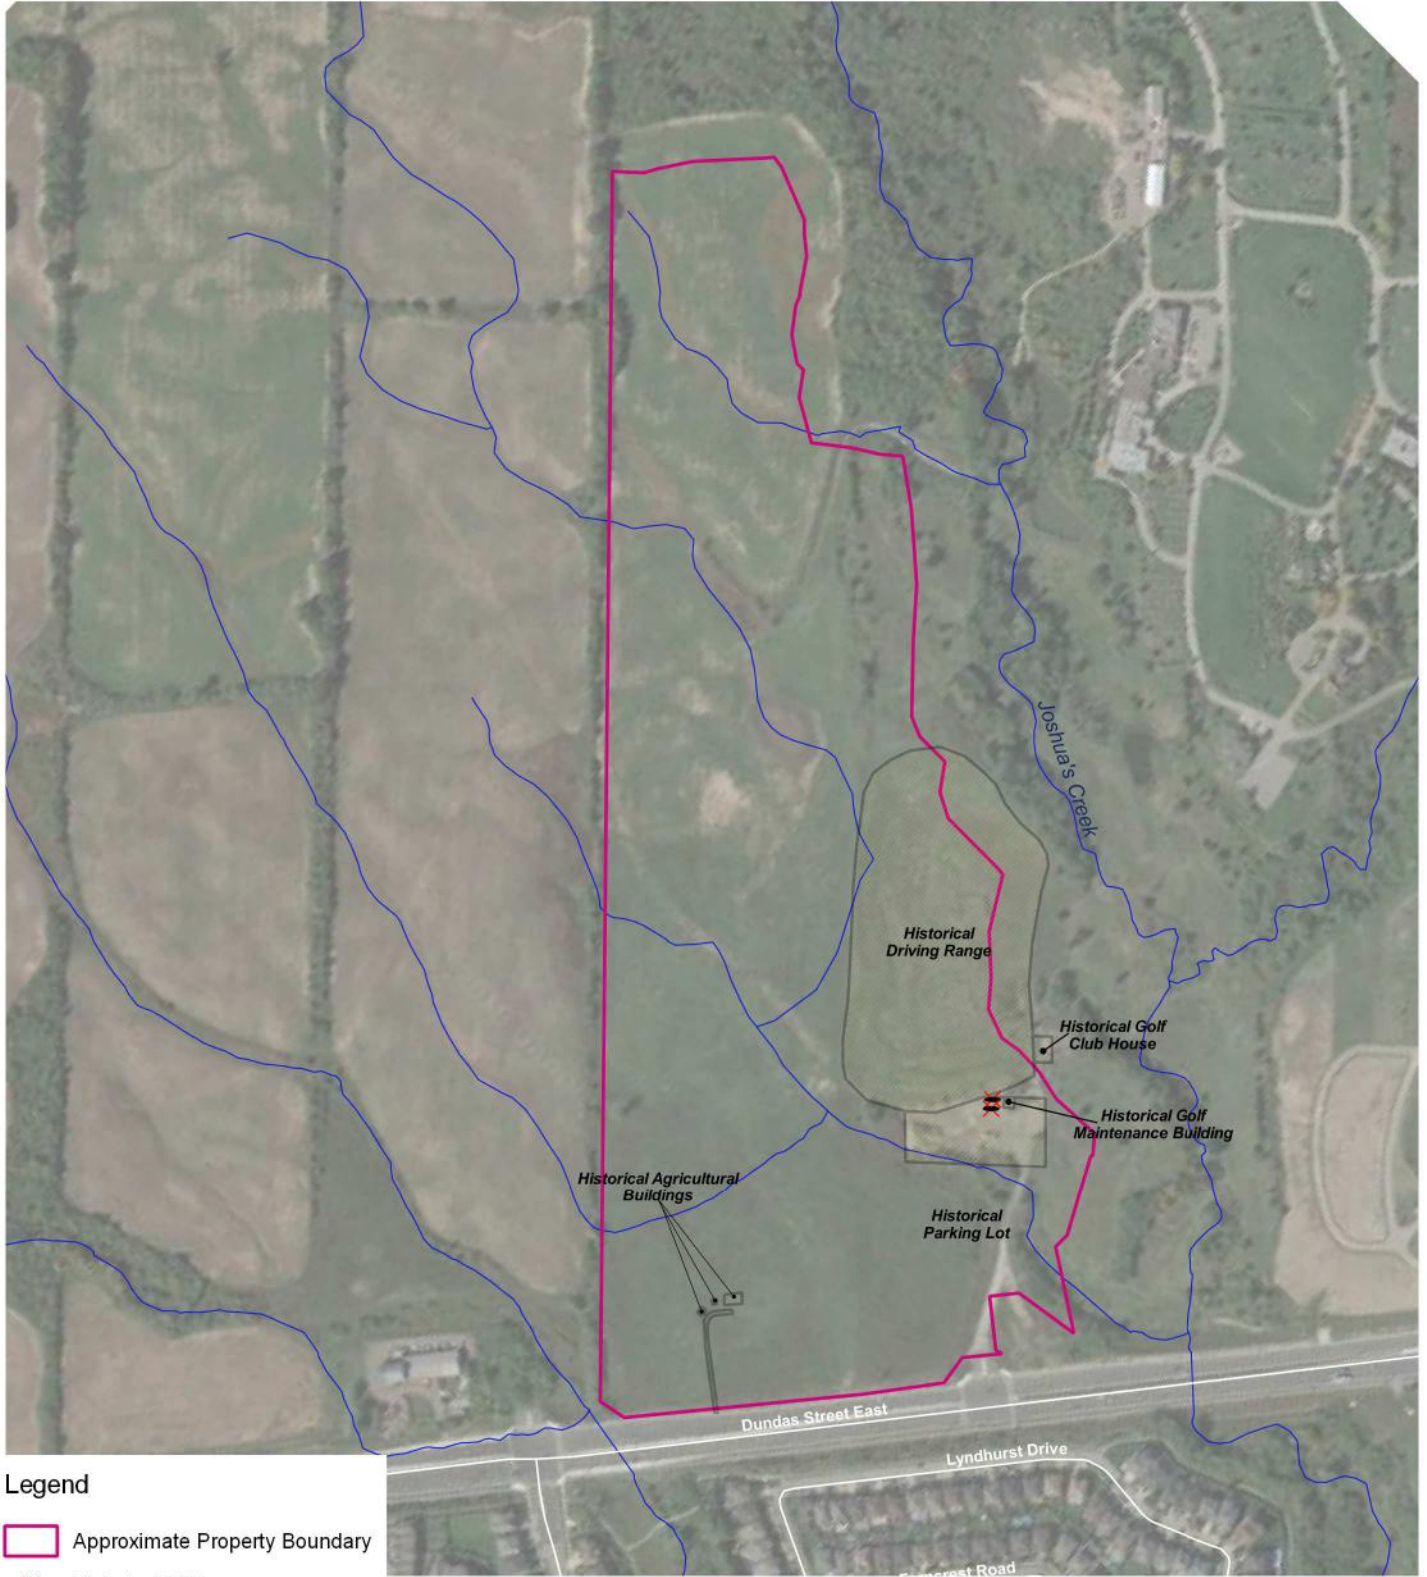 Joshua's Creek
Historical
Driving Range
Historical Golf
Club House
Historical Golf
Maintenance Building
Historical Agricultural
Buildings
Historical
Parking Lot
Dundas Street East
Lyndhurst Drive
Road
Legend
Approximate Property Boundary